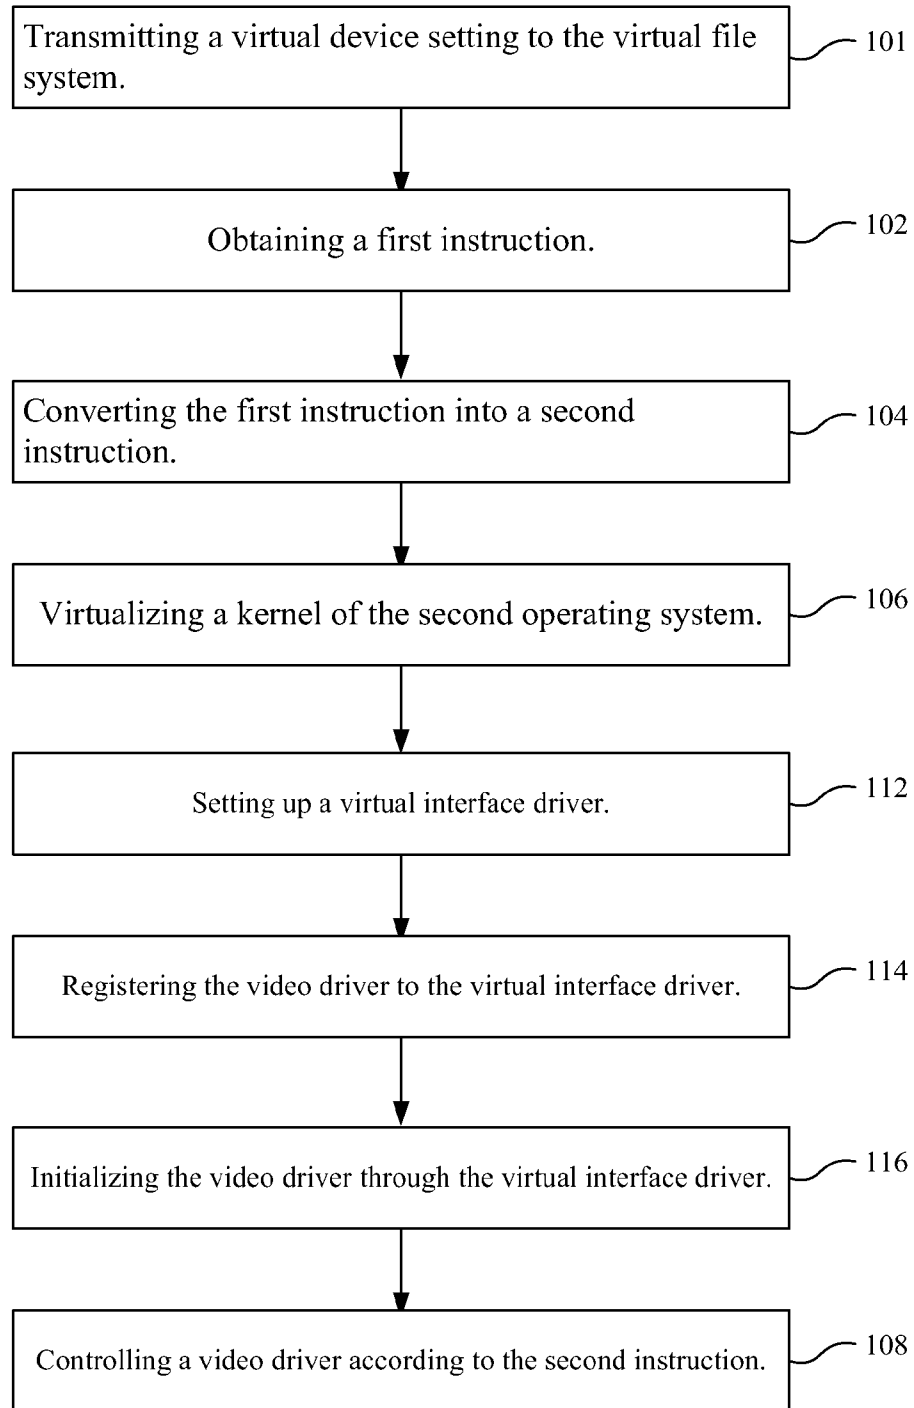 Transmitting a virtual device setting to the virtual file
system.
101
Obtaining a first instruction.
102
Converting the first instruction into a second
instruction.
104
Virtualizing a kernel of the second operating system.
106
Setting up a virtual interface driver.
112
Registering the video driver to the virtual interface driver.
114
Initializing the video driver through the virtual interface driver.
116
Controlling a video driver according to the second instruction.
108